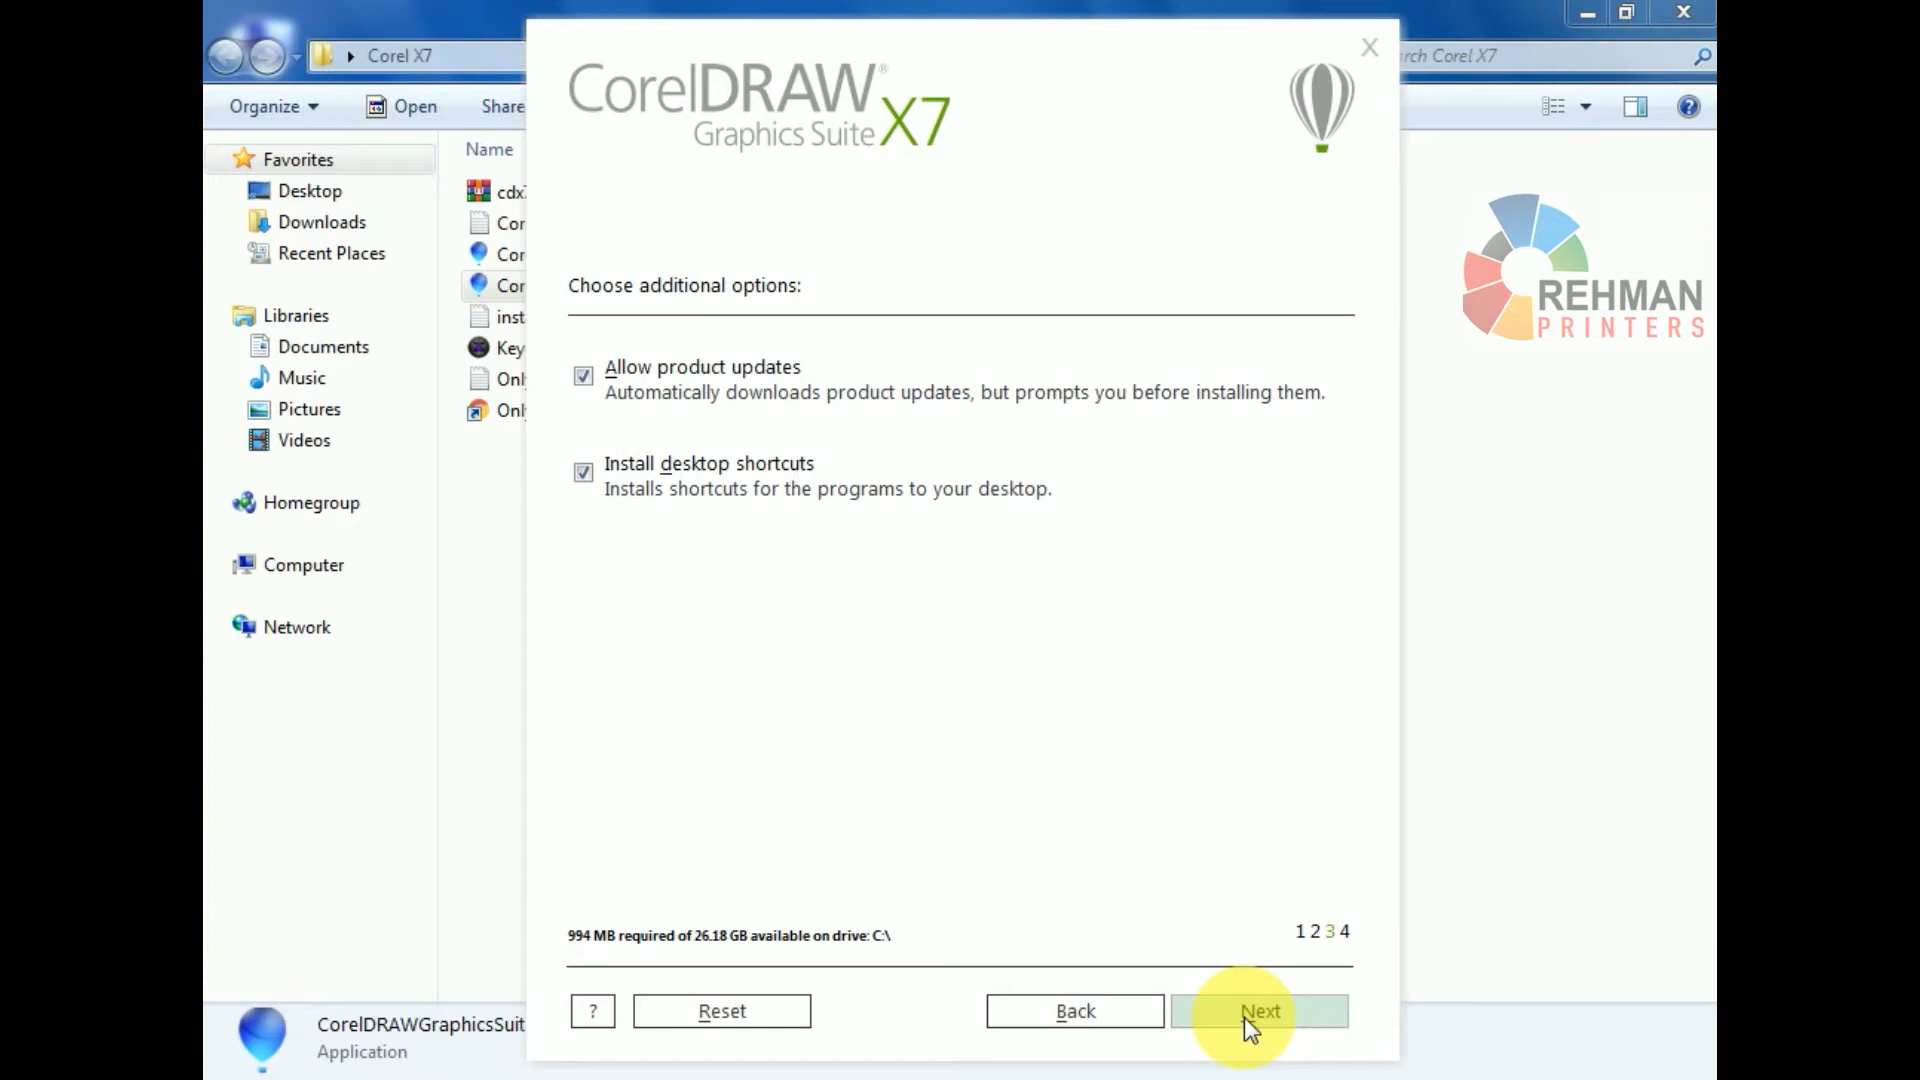 Corel X7
rch Corel X7
Organize
Open
Share
Name
Favorites
Desktop
Downloads
Recent Places
Libraries
Documents
Music
Pictures
Videos
Homegroup
Computer
Network
cdx7
Cor
Cor
Cor
inst
Key
Onl
Onl
CorelDRAW®
Graphics Suite X7
X
Choose additional options:
Allow product updates
Automatically downloads product updates, but prompts you before installing them.
Install desktop shortcuts
Installs shortcuts for the programs to your desktop.
994 MB required of 26.18 GB available on drive: C:\
1 2 3 4
?
Reset
Back
Next
REHMAN
PRINTERS
CorelDRAWGraphicsSuit
Application